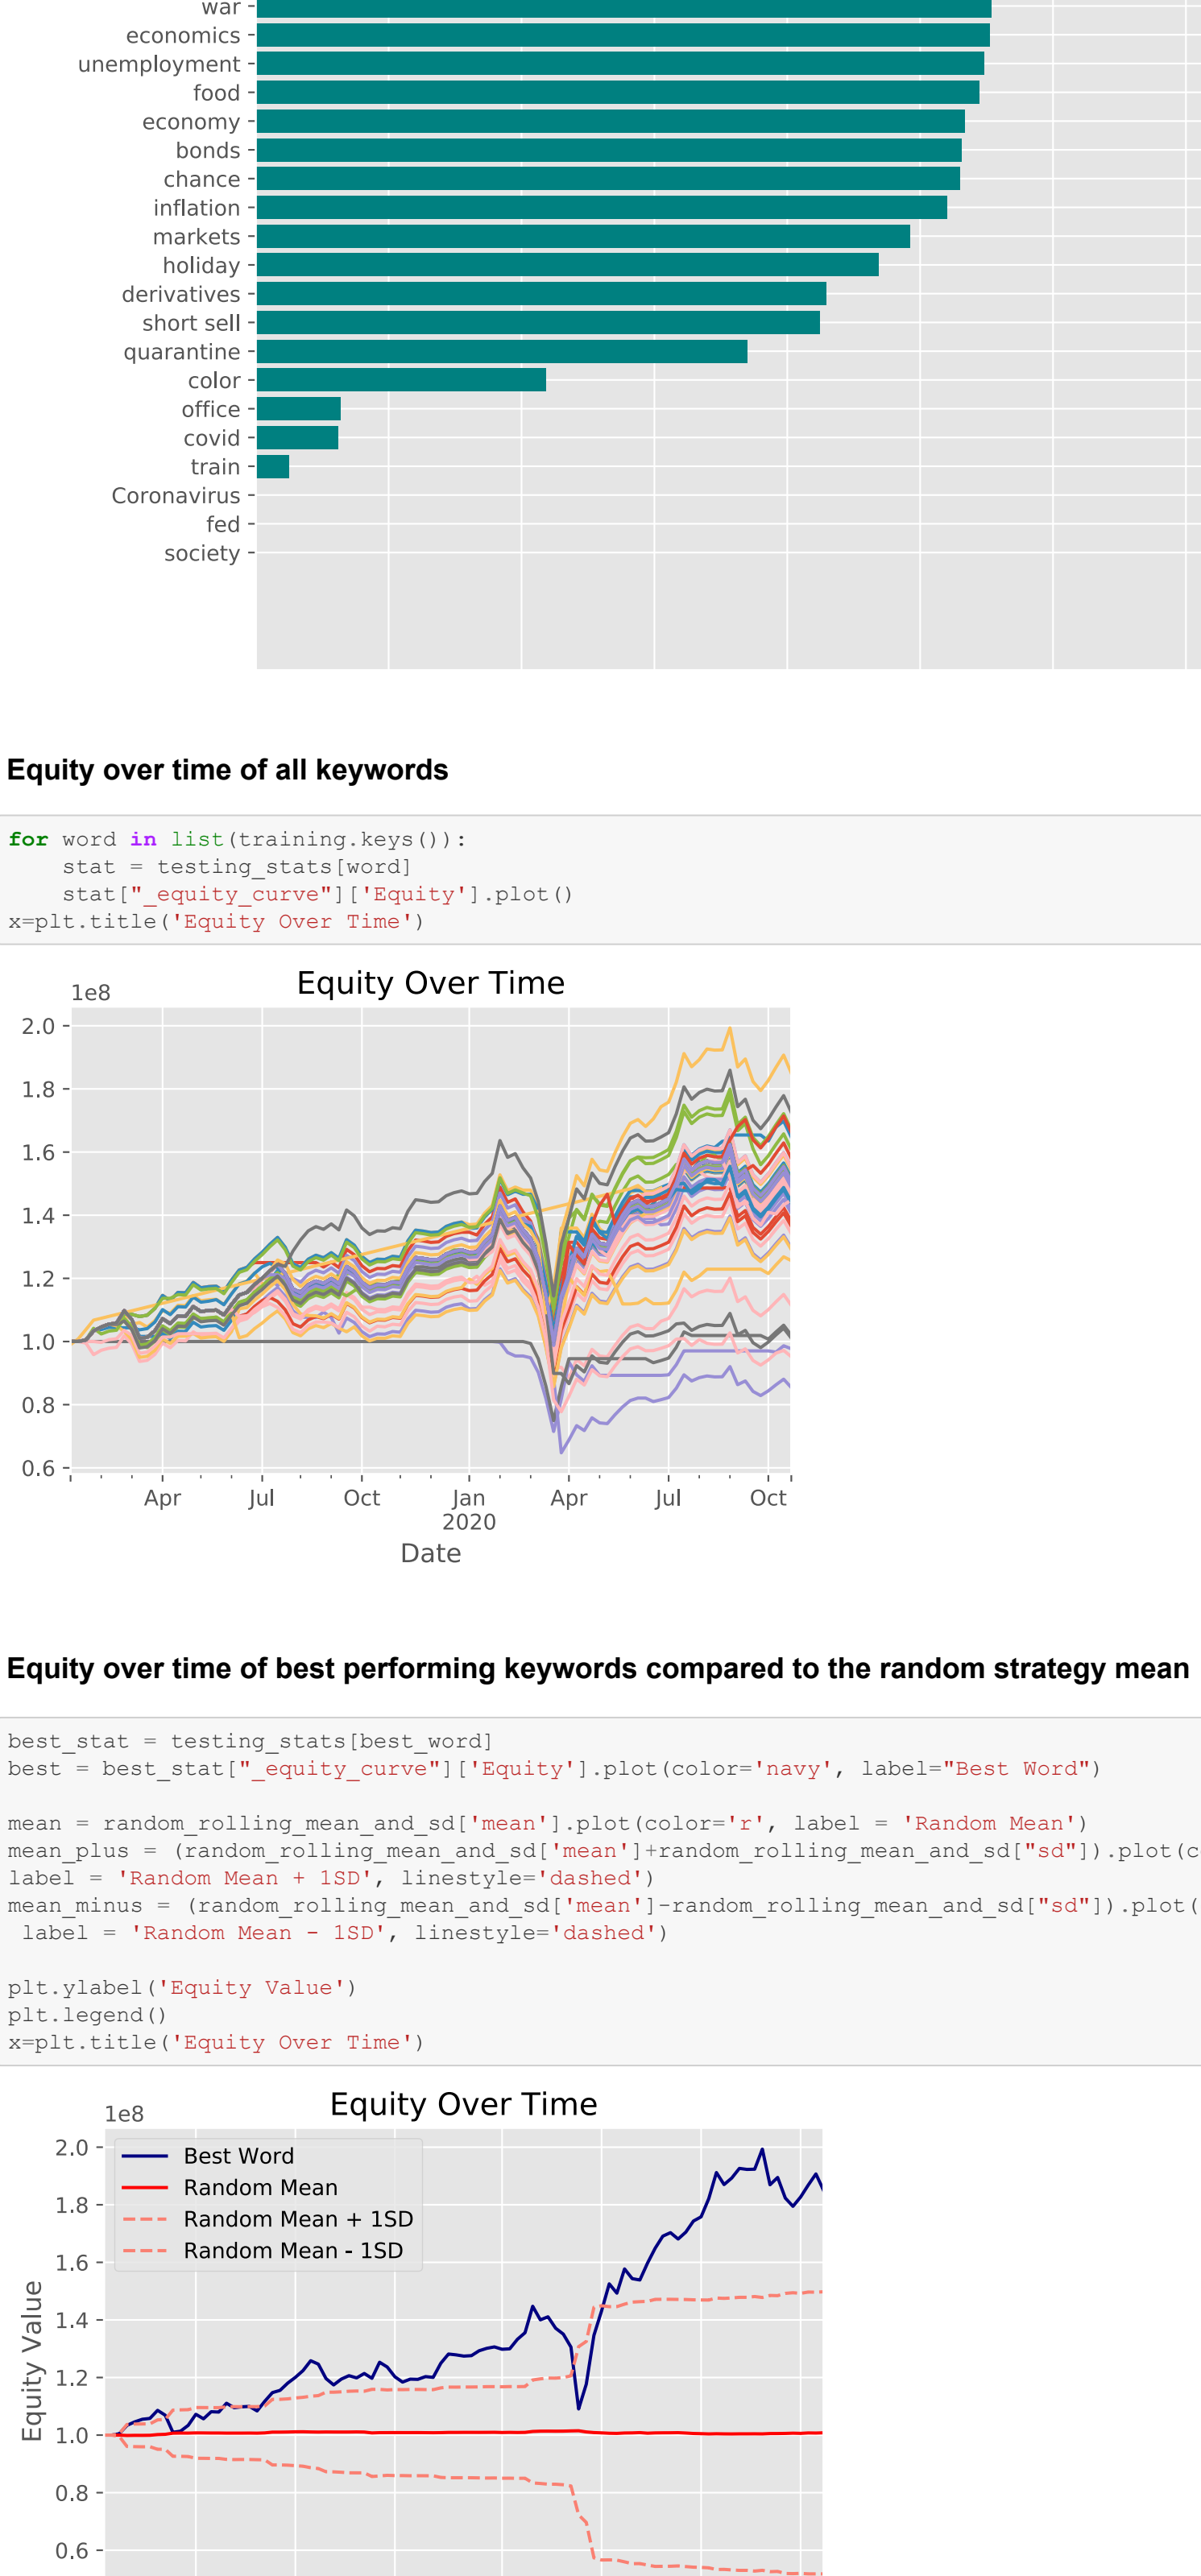 war
economics
unemployment
food
economy
bonds
chance
inflation
markets
holiday
derivatives
short sell
quarantine
color
office
covid
train
Coronavirus
fed
society
Equity over time of all keywords
for word in list(training.keys()):
    stat = testing_stats[word]
    stat["_equity_curve"]['Equity'].plot()
x=plt.title('Equity Over Time')
Equity Over Time
1e8
2.0
1.8
1.6
1.4
1.2
1.0
0.8
0.6
Apr Jul Oct Jan Apr Jul Oct
2020
Date
Equity over time of best performing keywords compared to the random strategy mean
best_stat = testing_stats[best_word]
best = best_stat["_equity_curve"]['Equity'].plot(color='navy', label="Best Word")
mean = random_rolling_mean_and_sd['mean'].plot(color='r', label = 'Random Mean')
mean_plus = (random_rolling_mean_and_sd['mean']+random_rolling_mean_and_sd["sd"]).plot(c
label = 'Random Mean + 1SD', linestyle='dashed')
mean_minus = (random_rolling_mean_and_sd['mean']-random_rolling_mean_and_sd["sd"]).plot(
 label = 'Random Mean - 1SD', linestyle='dashed')
plt.ylabel('Equity Value')
plt.legend()
x=plt.title('Equity Over Time')
Equity Over Time
1e8
2.0
1.8
1.6
1.4
1.2
1.0
0.8
0.6
Equity Value
Best Word
Random Mean
Random Mean + 1SD
Random Mean - 1SD